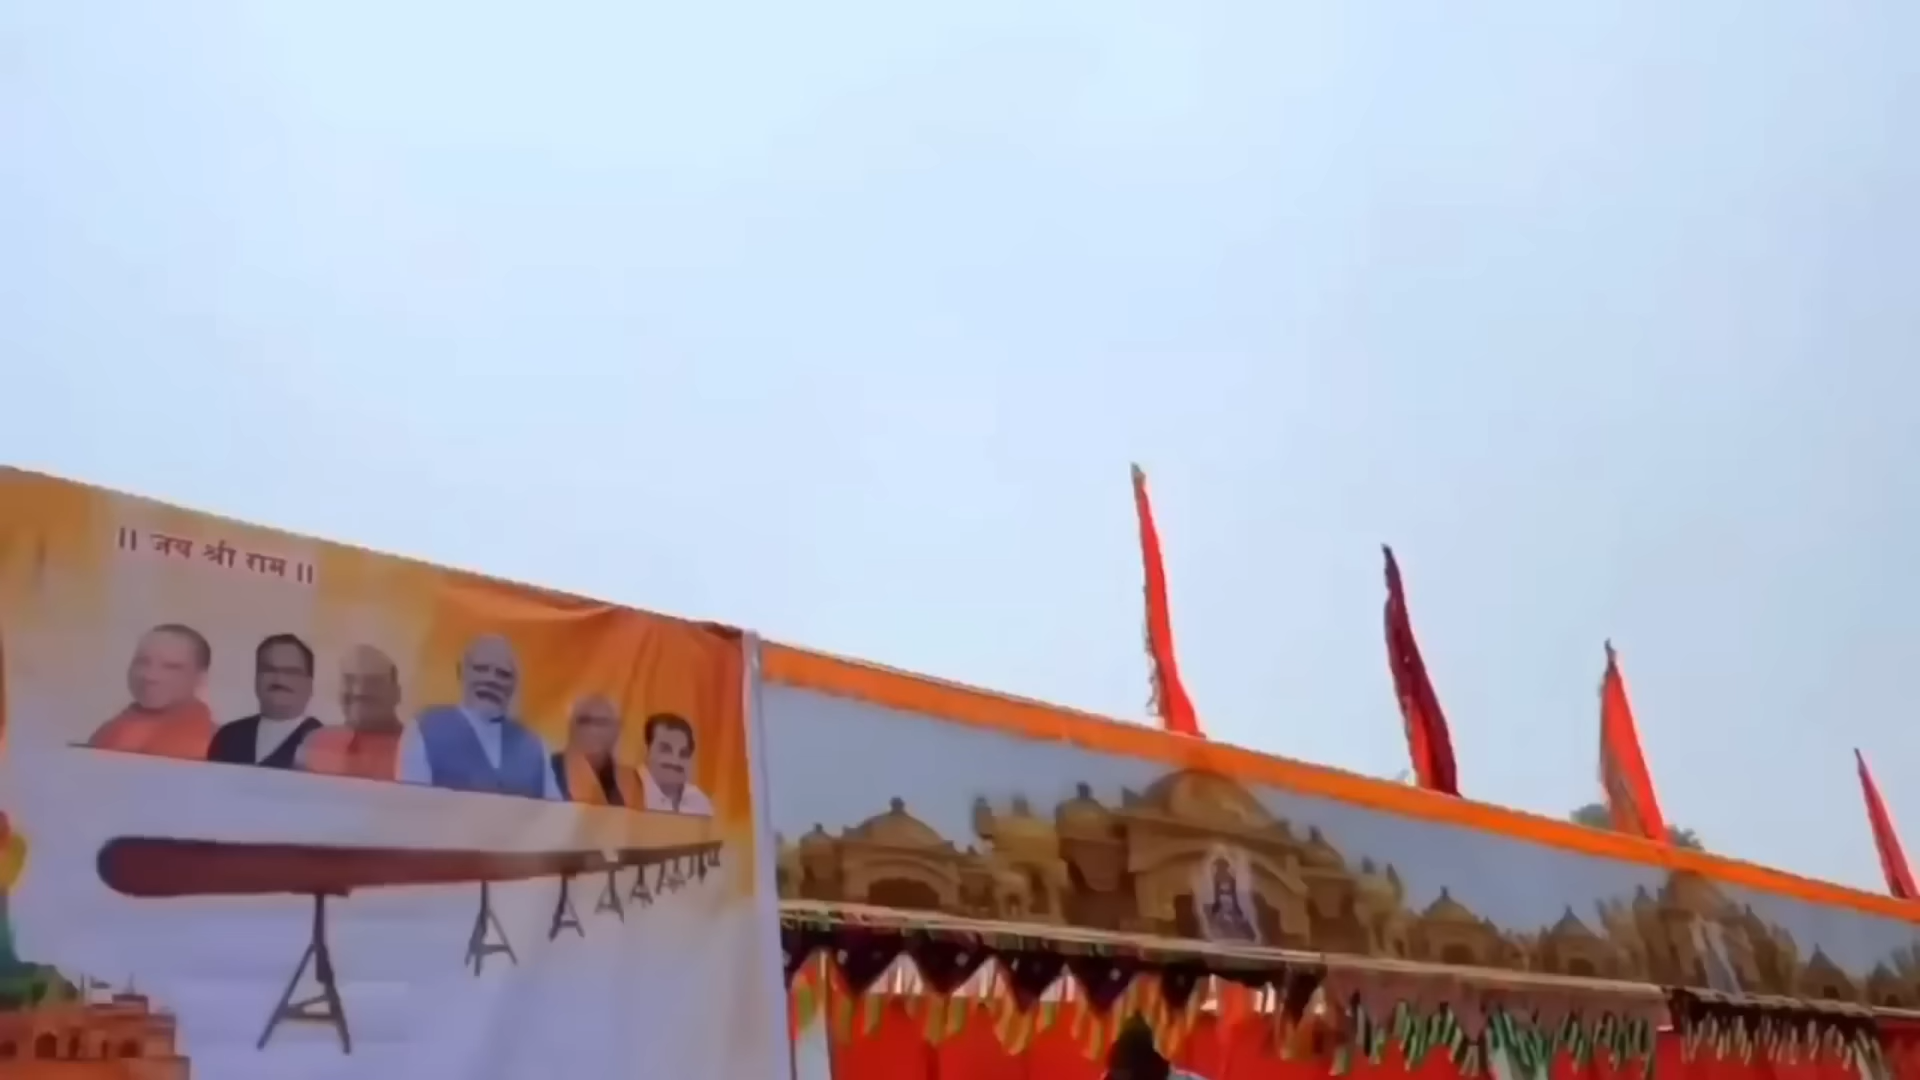 ॥ जय श्री राम ॥